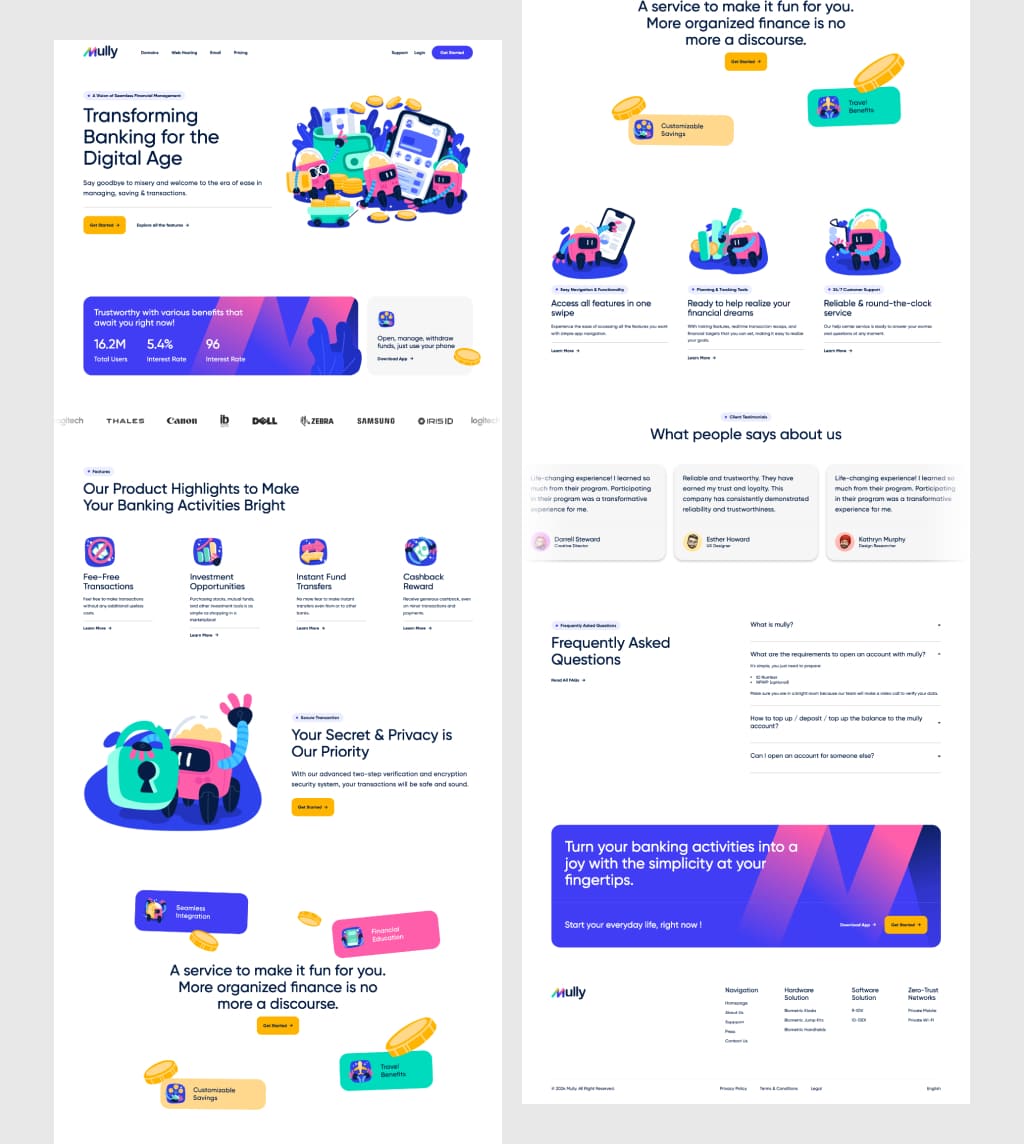 Mully
Domains Web Hosting Email Pricing
Support Login Get Started
A Vision of Seamless Financial Management
Transforming
Banking for the
Digital Age
Say goodbye to misery and welcome to the era of ease in
managing, saving & transactions.
Get Started → Explore all the features →
Trustworthy with various benefits that
await you right now!
16.2M 5.4% 96
Total Users Interest Rate Interest Rate
Open, manage, withdraw
funds, just use your phone
Download App →
ogitech THALES Canon ib DELL ZEBRA SAMSUNG IRIS ID logitech
Features
Our Product Highlights to Make
Your Banking Activities Bright
Fee-Free
Transactions
Feel free to make transactions
without any additional useless
costs.
Learn More →
Investment
Opportunities
Purchasing stocks, mutual funds,
and other investment tools is as
simple as shopping in a
marketplace!
Learn More →
Instant Fund
Transfers
No more fear to make instant
transfers even from or to other
banks.
Learn More →
Cashback
Reward
Receive generous cashback, even
on minor transactions and
payments.
Learn More →
Secure Transaction
Your Secret & Privacy is
Our Priority
With our advanced two-step verification and encryption
security system, your transactions will be safe and sound.
Get Started →
Seamless
Integration
Financial
Education
A service to make it fun for you.
More organized finance is no
more a discourse.
Get Started →
Travel
Benefits
Customizable
Savings
A service to make it fun for you.
More organized finance is no
more a discourse.
Get Started →
Travel
Benefits
Customizable
Savings
Easy Navigation & Functionality
Access all features in one
swipe
Experience the ease of accessing all the features you want
with simple app navigation.
Learn More →
Planning & Tracking Tools
Ready to help realize your
financial dreams
With training features, real-time transaction recaps, and
financial targets that you can set, making it easy to realize
your goals.
Learn More →
24/7 Customer Support
Reliable & round-the-clock
service
Our help center service is ready to answer your worries
and questions at any moment.
Learn More →
Client Testimonials
What people says about us
Life-changing experience! I learned so
much from their program. Participating
in their program was a transformative
experience for me.
Darrell Steward
Creative Director
Reliable and trustworthy. They have
earned my trust and loyalty. This
company has consistently demonstrated
reliability and trustworthiness.
Esther Howard
UX Designer
Life-changing experience! I learned so
much from their program. Participating
in their program was a transformative
experience for me.
Kathryn Murphy
Design Researcher
Frequently Asked Questions
Frequently Asked
Questions
Read All FAQs →
What is mully?
What are the requirements to open an account with mully?
It's simple, you just need to prepare:
• ID Number
• NPWP (optional)
Make sure you are in a bright room because our team will make a video call to verify your data.
How to top up / deposit / top up the balance to the mully
account?
Can I open an account for someone else?
Turn your banking activities into a
joy with the simplicity at your
fingertips.
Start your everyday life, right now !
Download App → Get Started →
Mully
Navigation
Homepage
About Us
Support
Press
Contact Us
Hardware
Solution
Biometric Kiosks
Biometric Jump Kits
Biometric Handhelds
Software
Solution
Zero-Trust
Networks
Private Mobile
Private Wi-Fi
© 2024 Mully All Right Reserved.
Privacy Policy Terms & Conditions Legal
English